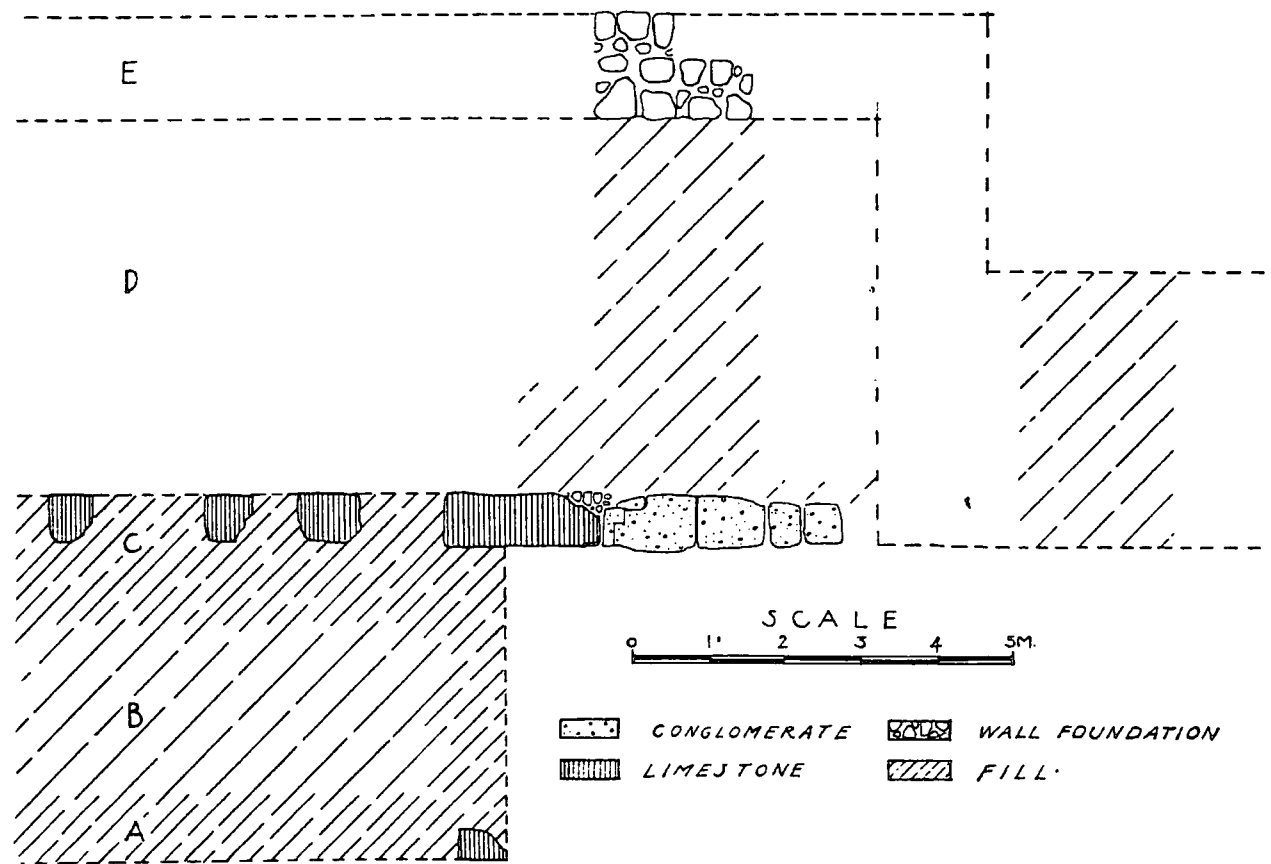 E
D
C
B
A
SCALE
0 1 2 3 4 5M.
CONGLOMERATE
WALL FOUNDATION
LIMESTONE
FILL.